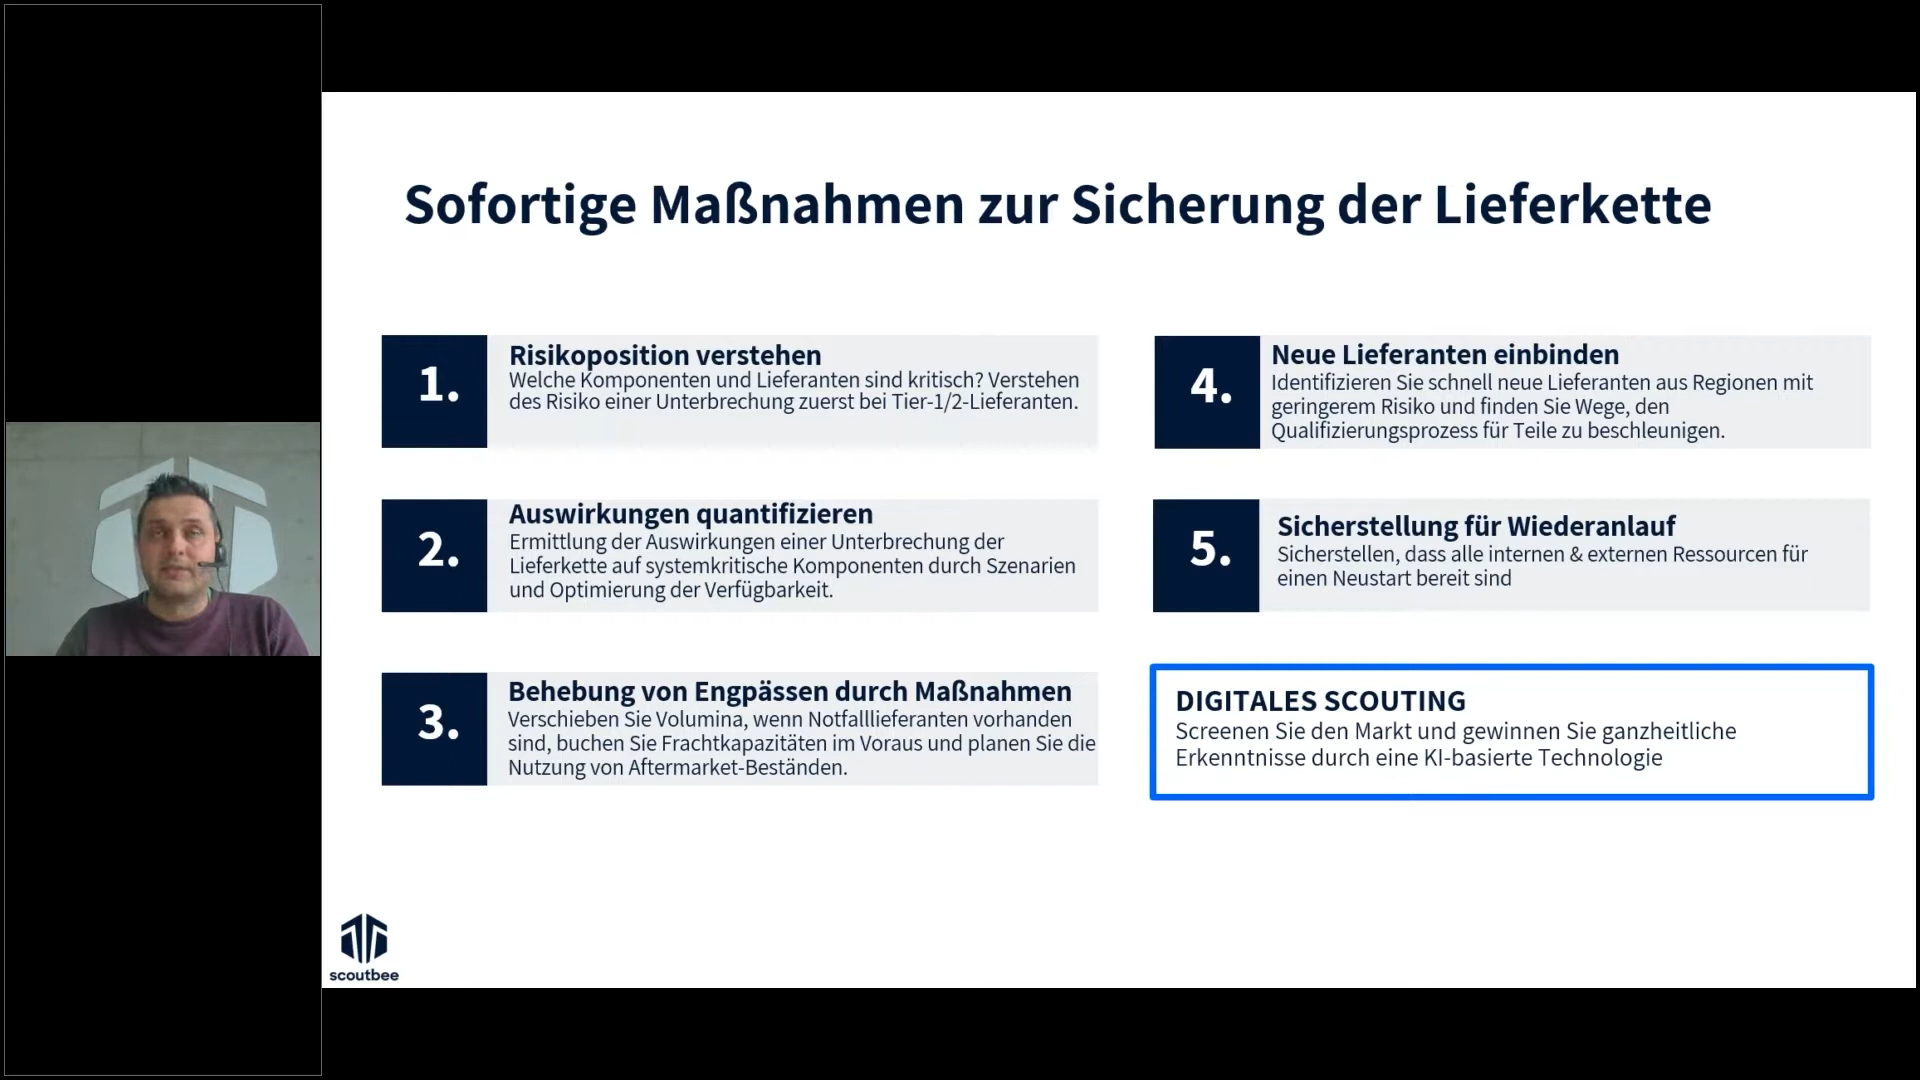 Sofortige Maßnahmen zur Sicherung der Lieferkette
1.
Risikoposition verstehen
Welche Komponenten und Lieferanten sind kritisch? Verstehen
des Risiko einer Unterbrechung zuerst bei Tier-1/2-Lieferanten.
2.
Auswirkungen quantifizieren
Ermittlung der Auswirkungen einer Unterbrechung der
Lieferkette auf systemkritische Komponenten durch Szenarien
und Optimierung der Verfügbarkeit.
3.
Behebung von Engpässen durch Maßnahmen
Verschieben Sie Volumina, wenn Notfalllieferanten vorhanden
sind, buchen Sie Frachtkapazitäten im Voraus und planen Sie die
Nutzung von Aftermarket-Beständen.
4.
Neue Lieferanten einbinden
Identifizieren Sie schnell neue Lieferanten aus Regionen mit
geringerem Risiko und finden Sie Wege, den
Qualifizierungsprozess für Teile zu beschleunigen.
5.
Sicherstellung für Wiederanlauf
Sicherstellen, dass alle internen & externen Ressourcen für
einen Neustart bereit sind
DIGITALES SCOUTING
Screenen Sie den Markt und gewinnen Sie ganzheitliche
Erkenntnisse durch eine KI-basierte Technologie
scoutbee